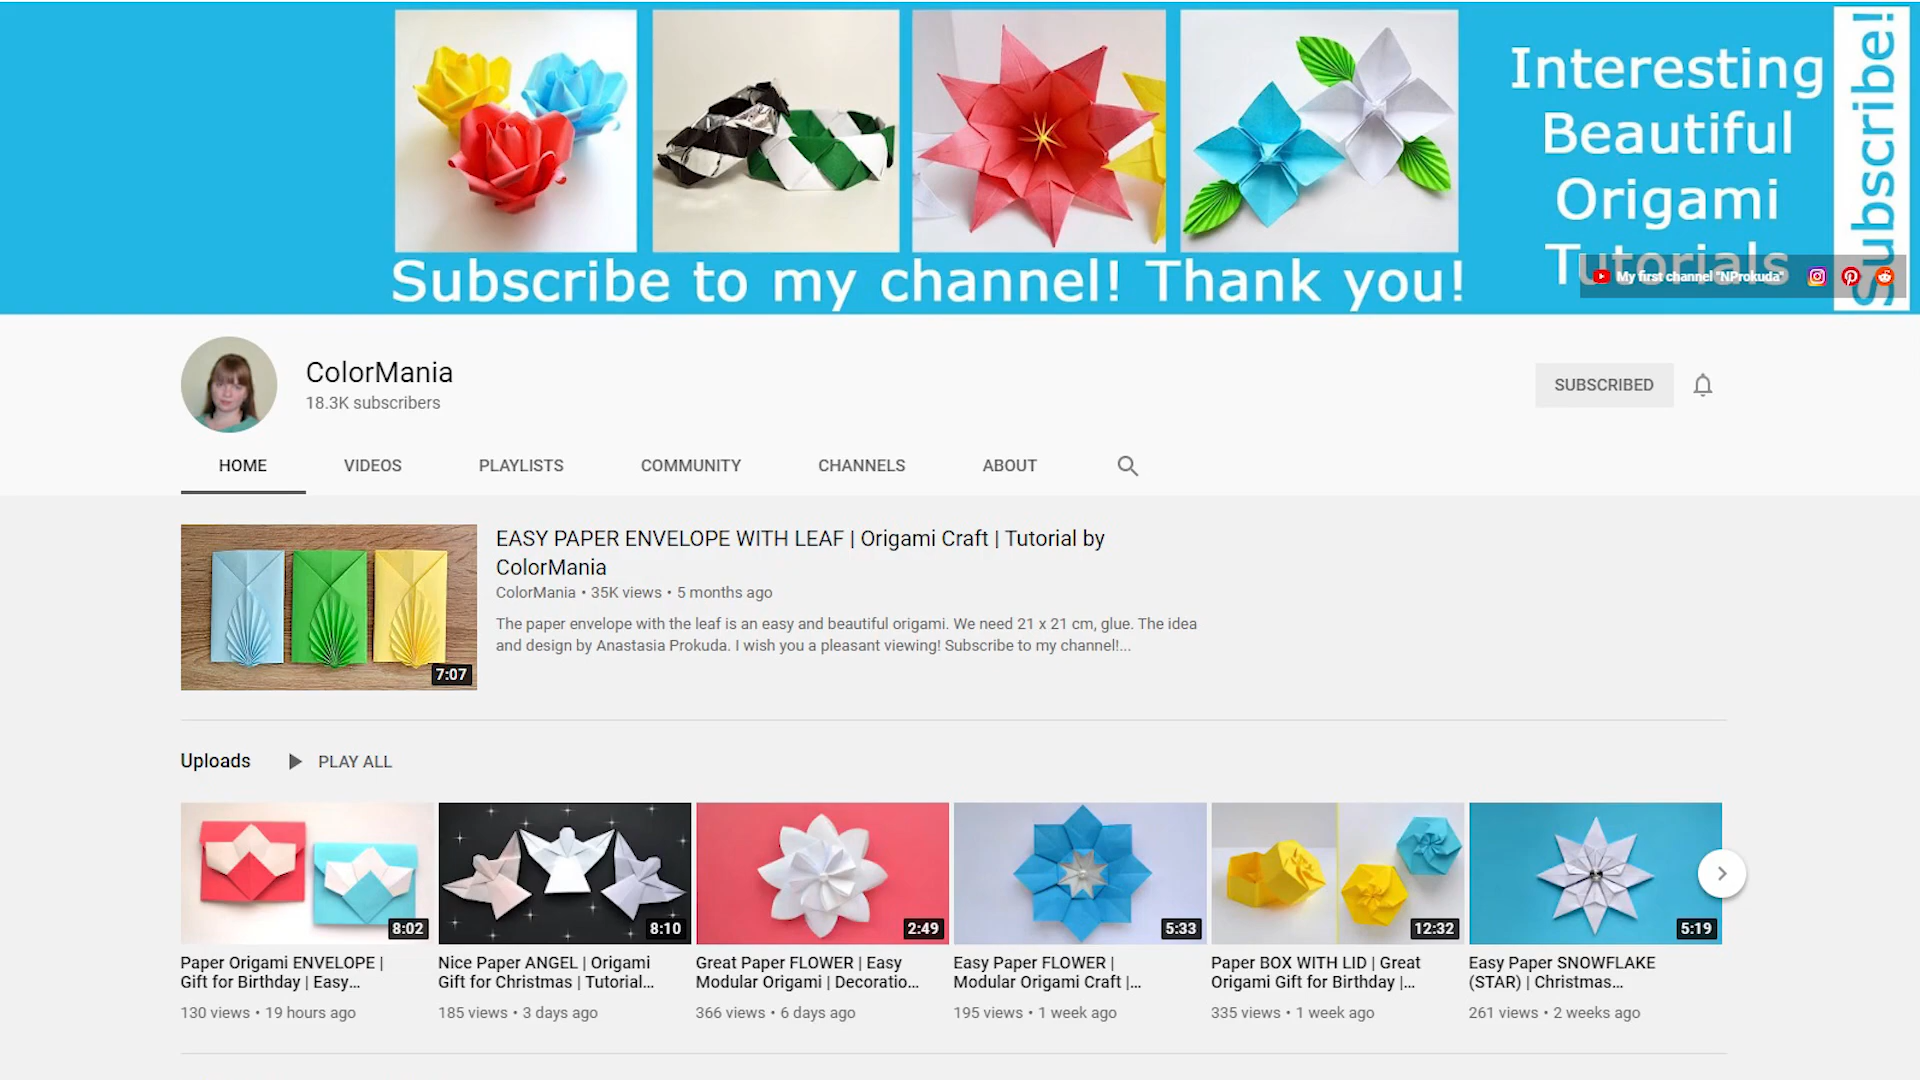 Interesting
Beautiful
Origami
Tutorials
Subscribe!
Subscribe to my channel! Thank you!
My first channel "NProkuda"
ColorMania
18.3K subscribers
SUBSCRIBED
HOME
VIDEOS
PLAYLISTS
COMMUNITY
CHANNELS
ABOUT
EASY PAPER ENVELOPE WITH LEAF | Origami Craft | Tutorial by
ColorMania
ColorMania • 35K views • 5 months ago
The paper envelope with the leaf is an easy and beautiful origami. We need 21 x 21 cm, glue. The idea
and design by Anastasia Prokuda. I wish you a pleasant viewing! Subscribe to my channel!...
7:07
Uploads
PLAY ALL
8:02
Paper Origami ENVELOPE |
Gift for Birthday | Easy...
130 views • 19 hours ago
8:10
Nice Paper ANGEL | Origami
Gift for Christmas | Tutorial...
185 views • 3 days ago
2:49
Great Paper FLOWER | Easy
Modular Origami | Decoratio...
366 views • 6 days ago
5:33
Easy Paper FLOWER |
Modular Origami Craft |...
195 views • 1 week ago
12:32
Paper BOX WITH LID | Great
Origami Gift for Birthday |...
335 views • 1 week ago
5:19
Easy Paper SNOWFLAKE
(STAR) | Christmas...
261 views • 2 weeks ago